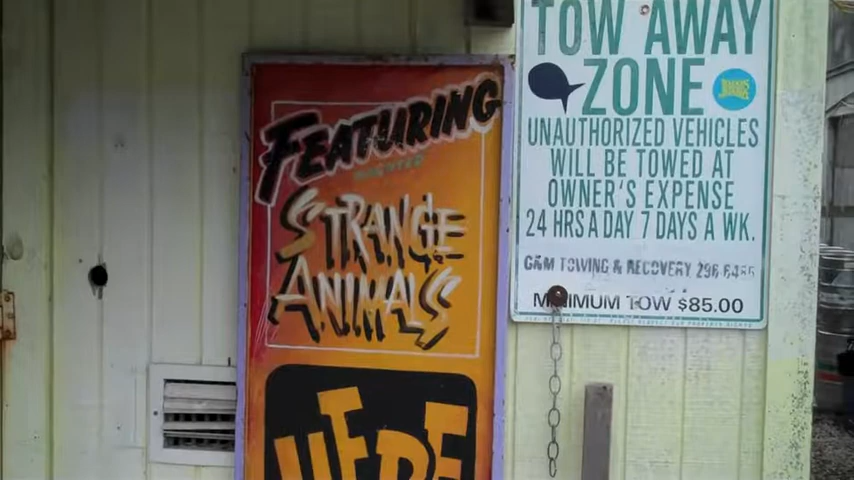 FEATURING
STRANGE
ANIMALS
HERE
TOW AWAY
ZONE
UNAUTHORIZED VEHICLES
WILL BE TOWED AT
OWNER'S EXPENSE
24 HRS A DAY 7 DAYS A WK.
TOWING & RECOVERY
MINIMUM TOW $85.00